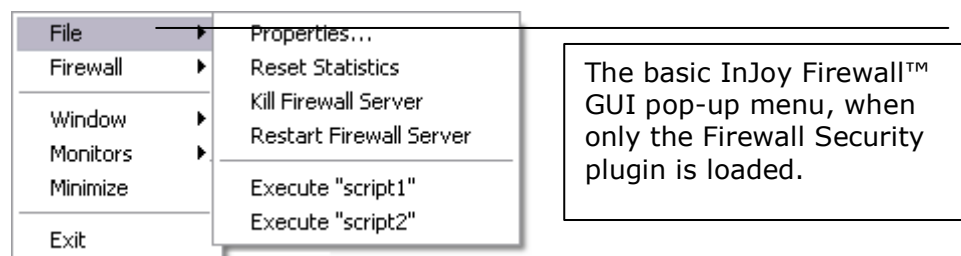 File
Firewall
Window
Monitors
Minimize
Exit
Properties...
Reset Statistics
Kill Firewall Server
Restart Firewall Server
Execute "script1"
Execute "script2"
The basic InJoy Firewall™
GUI pop-up menu, when
only the Firewall Security
plugin is loaded.